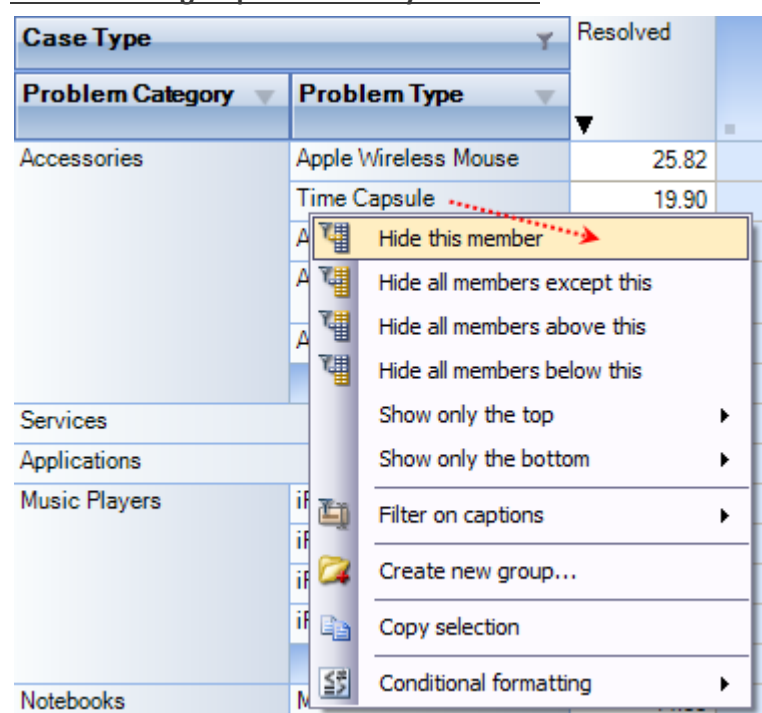 Case Type
Resolved
Problem Category
Problem Type
Accessories
Apple Wireless Mouse
25.82
Time Capsule
19.90
Hide this member
Hide all members except this
Hide all members above this
Hide all members below this
Services
Show only the top
Applications
Show only the bottom
Music Players
Filter on captions
Create new group...
Copy selection
Notebooks
Conditional formatting